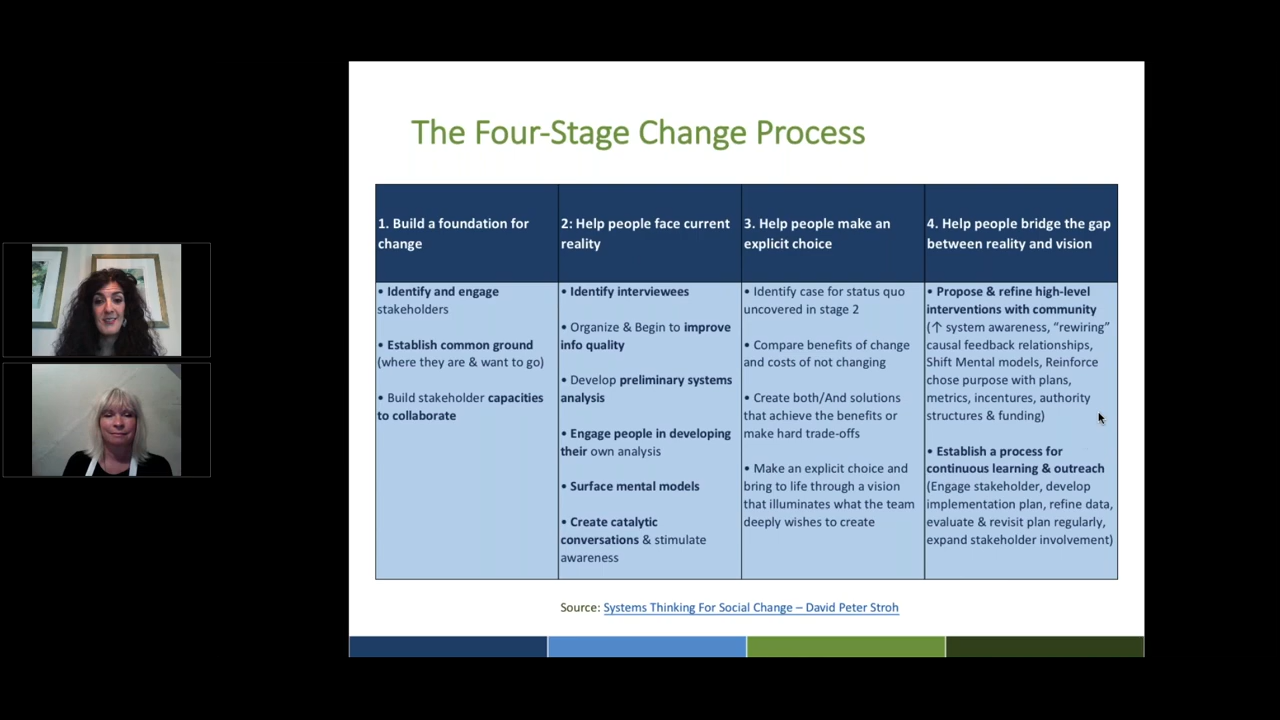 The Four-Stage Change Process
1. Build a foundation for
change
• Identify and engage
stakeholders
• Establish common ground
(where they are & want to go)
• Build stakeholder capacities
to collaborate
2: Help people face current
reality
• Identify interviewees
• Organize & Begin to improve
info quality
• Develop preliminary systems
analysis
• Engage people in developing
their own analysis
• Surface mental models
• Create catalytic
conversations & stimulate
awareness
3. Help people make an
explicit choice
• Identify case for status quo
uncovered in stage 2
• Compare benefits of change
and costs of not changing
• Create both/And solutions
that achieve the benefits or
make hard trade-offs
• Make an explicit choice and
bring to life through a vision
that illuminates what the team
deeply wishes to create
4. Help people bridge the gap
between reality and vision
• Propose & refine high-level
interventions with community
(↑ system awareness, "rewiring"
causal feedback relationships,
Shift Mental models, Reinforce
chose purpose with plans,
metrics, incentures, authority
structures & funding)
• Establish a process for
continuous learning & outreach
(Engage stakeholder, develop
implementation plan, refine data,
evaluate & revisit plan regularly,
expand stakeholder involvement)
Source: Systems Thinking For Social Change – David Peter Stroh